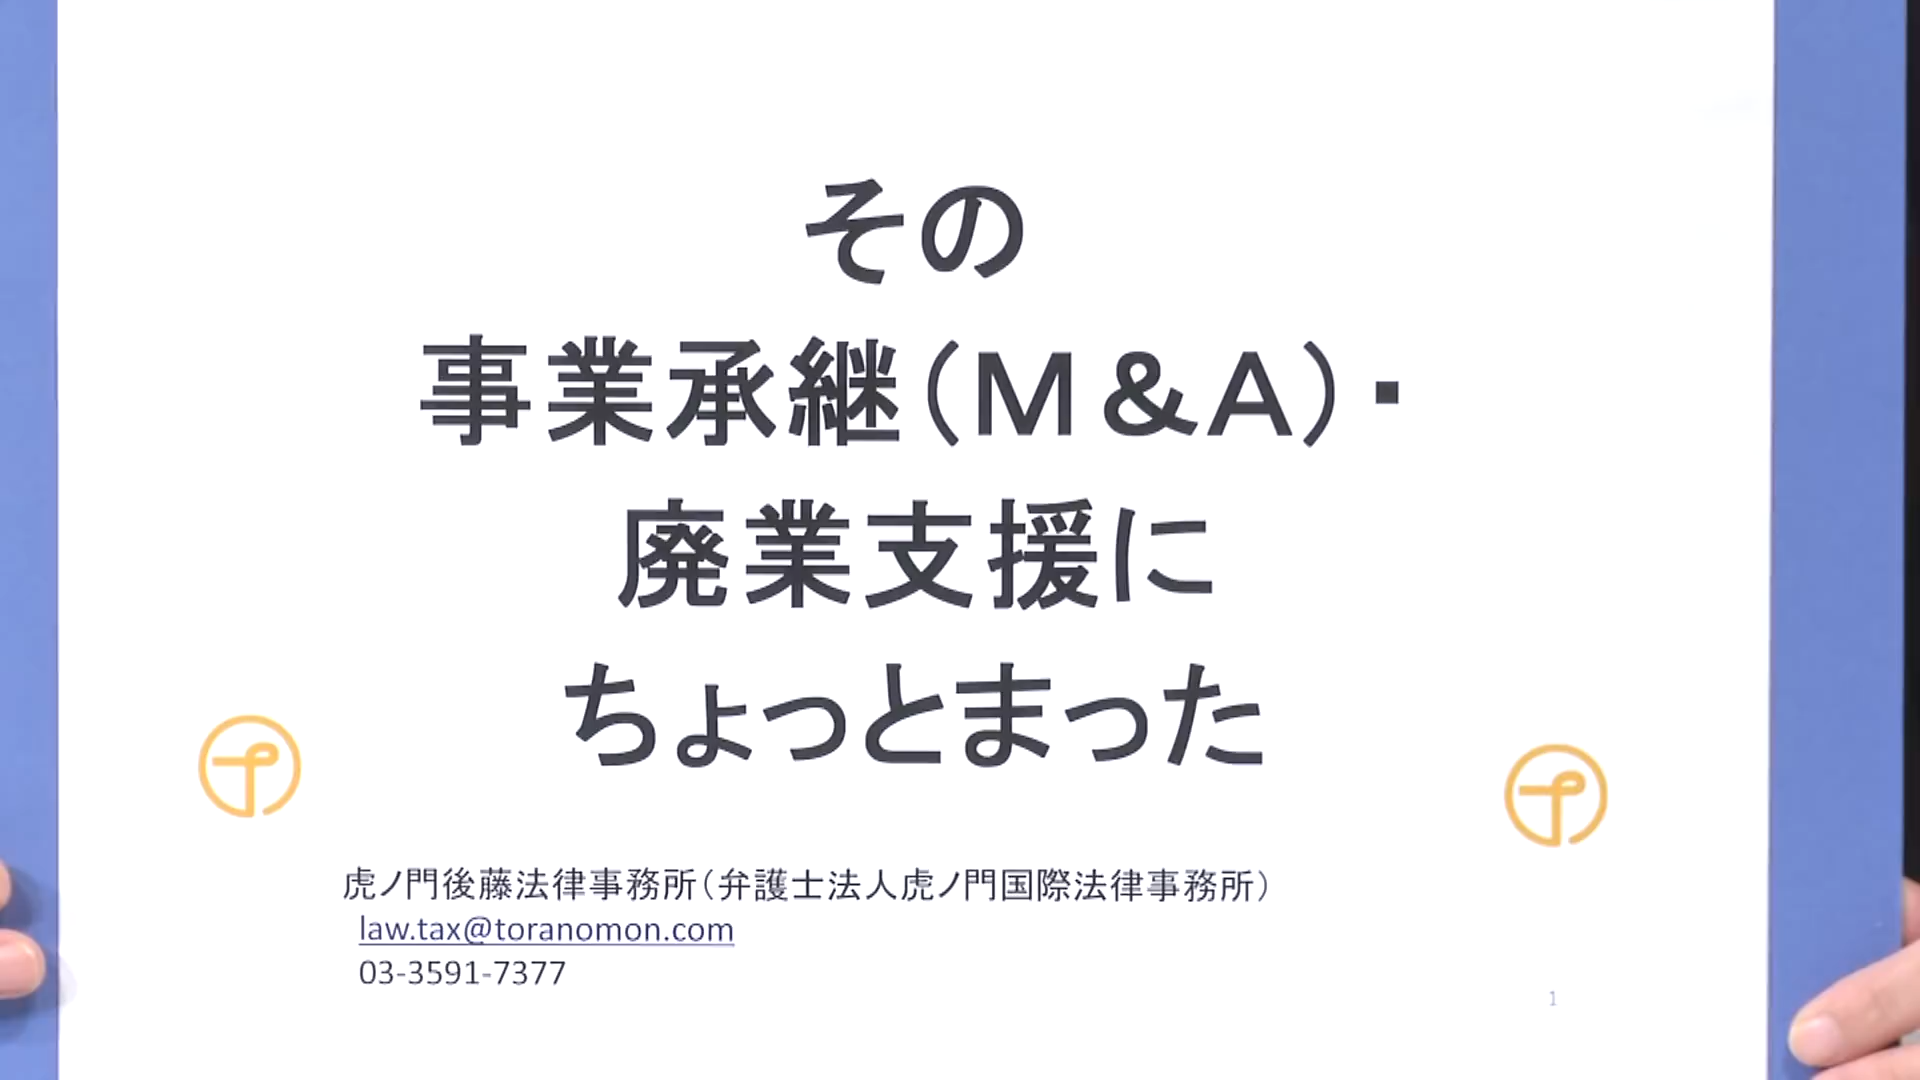 その
事業承継（Ｍ＆Ａ）・
廃業支援に
ちょっとまった
虎ノ門後藤法律事務所（弁護士法人虎ノ門国際法律事務所）
law.tax@toranomon.com
03-3591-7377
1